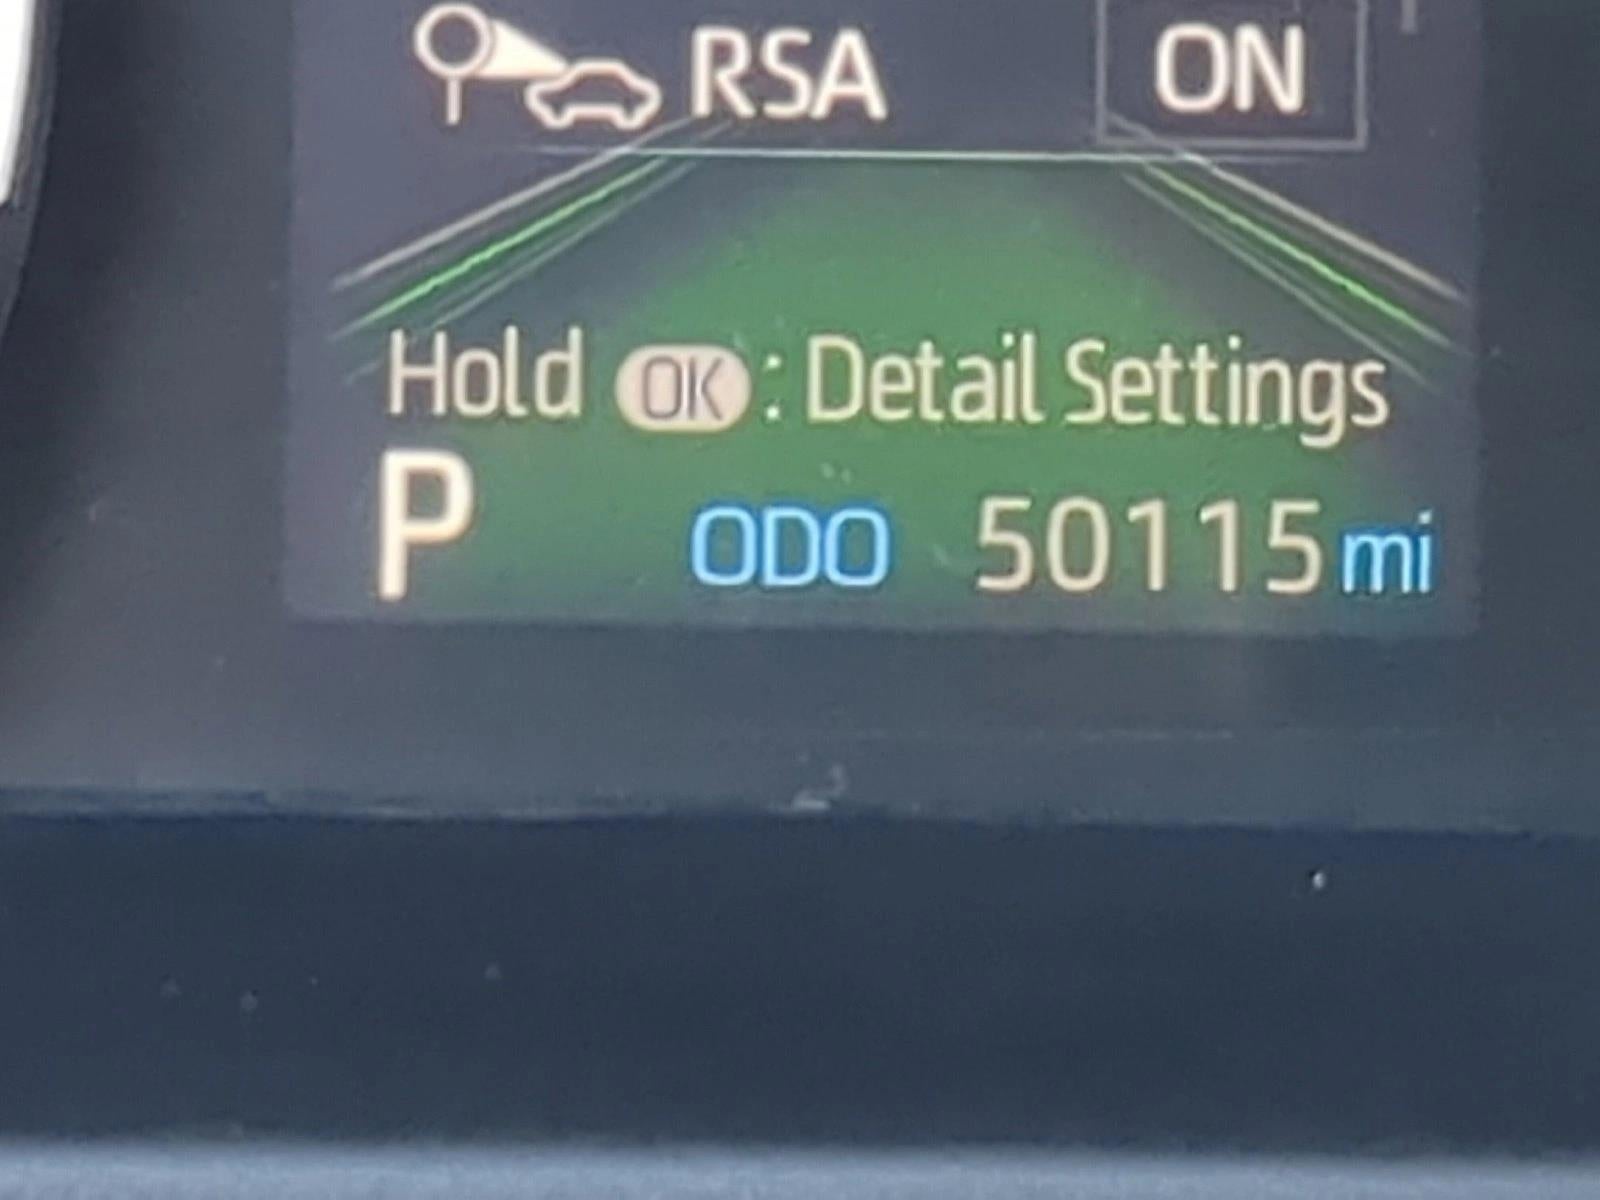 RSA ON
Hold OK : Detail Settings
P ODO 50115 mi